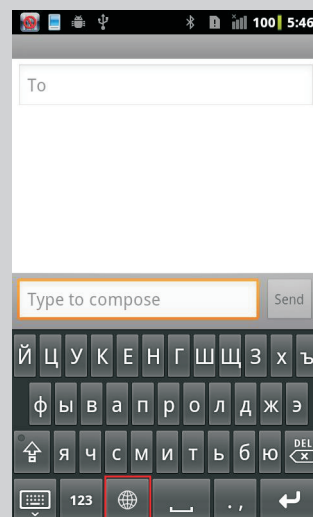 100 5:46
To
Type to compose Send
Й Ц У К Е Н Г Ш Щ З х ъ
ф ы в а п р о л д ж э
я ч с м и т ь б ю DEL
123 . ,